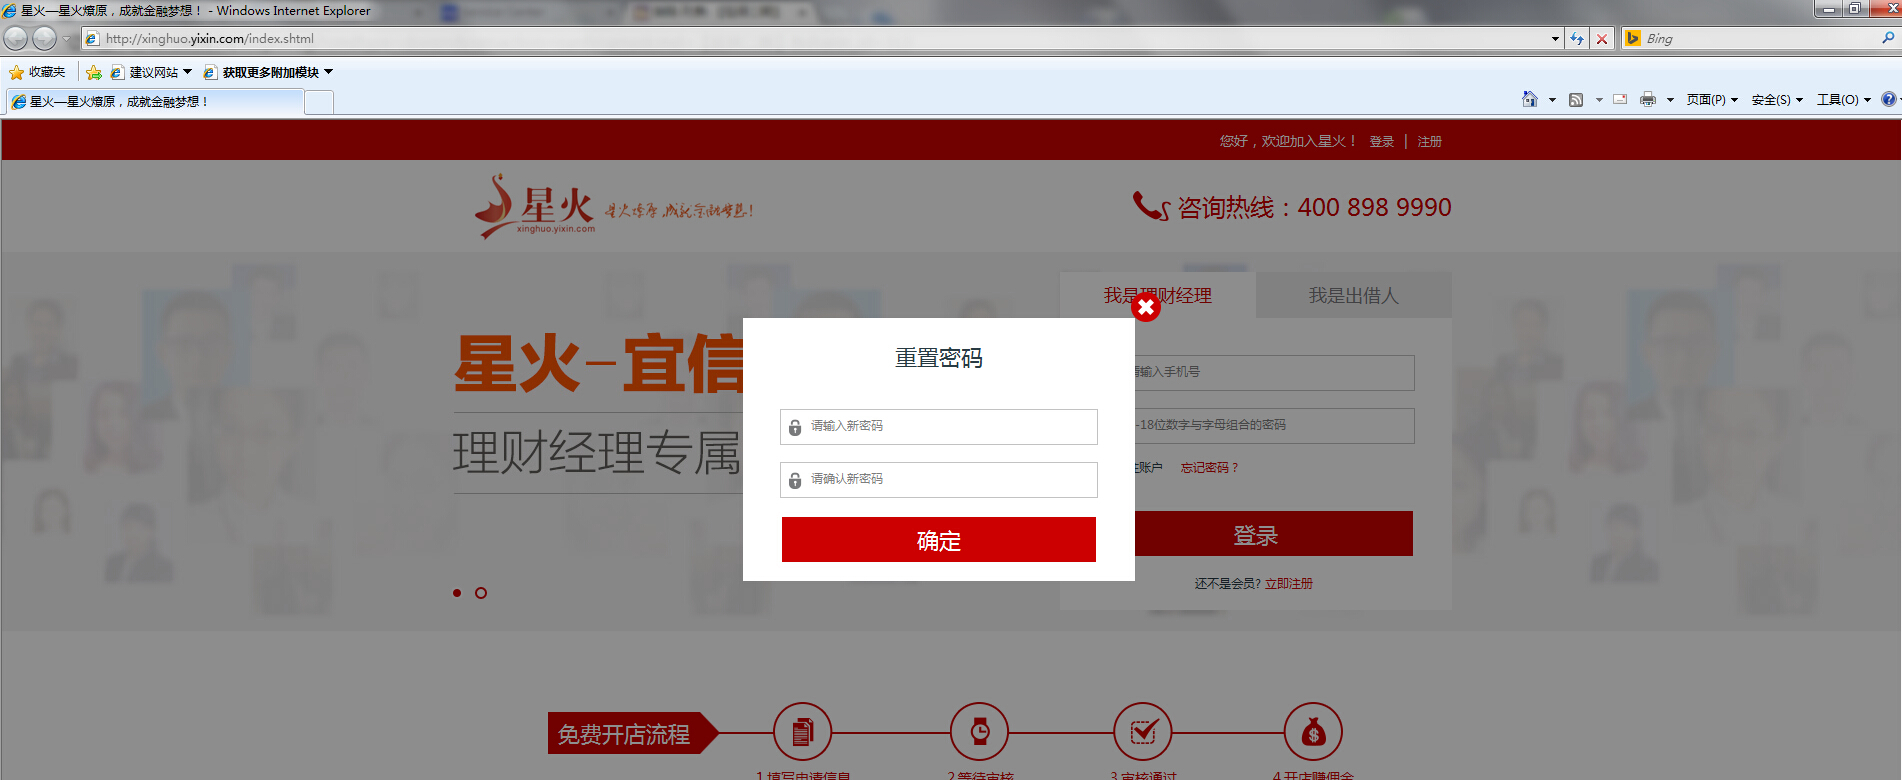 星火—星火燎原，成就金融梦想！ - Windows Internet Explorer
http://xinghuo.yixin.com/index.shtml
Bing
收藏夹
建议网站
获取更多附加模块
星火—星火燎原，成就金融梦想！
页面(P)
安全(S)
工具(O)
您好，欢迎加入星火！ 登录 | 注册
星火
xinghuo.yixin.com
星火燎原，成就金融梦想！
咨询热线：400 898 9990
我是理财经理
我是出借人
星火-宜信
理财经理专属
重置密码
请输入新密码
请确认新密码
确定
请输入手机号
-18位数字与字母组合的密码
住账户
忘记密码？
登录
还不是会员? 立即注册
免费开店流程
1.填写申请信息
2.等待审核
3.审核通过
4.开店赚佣金